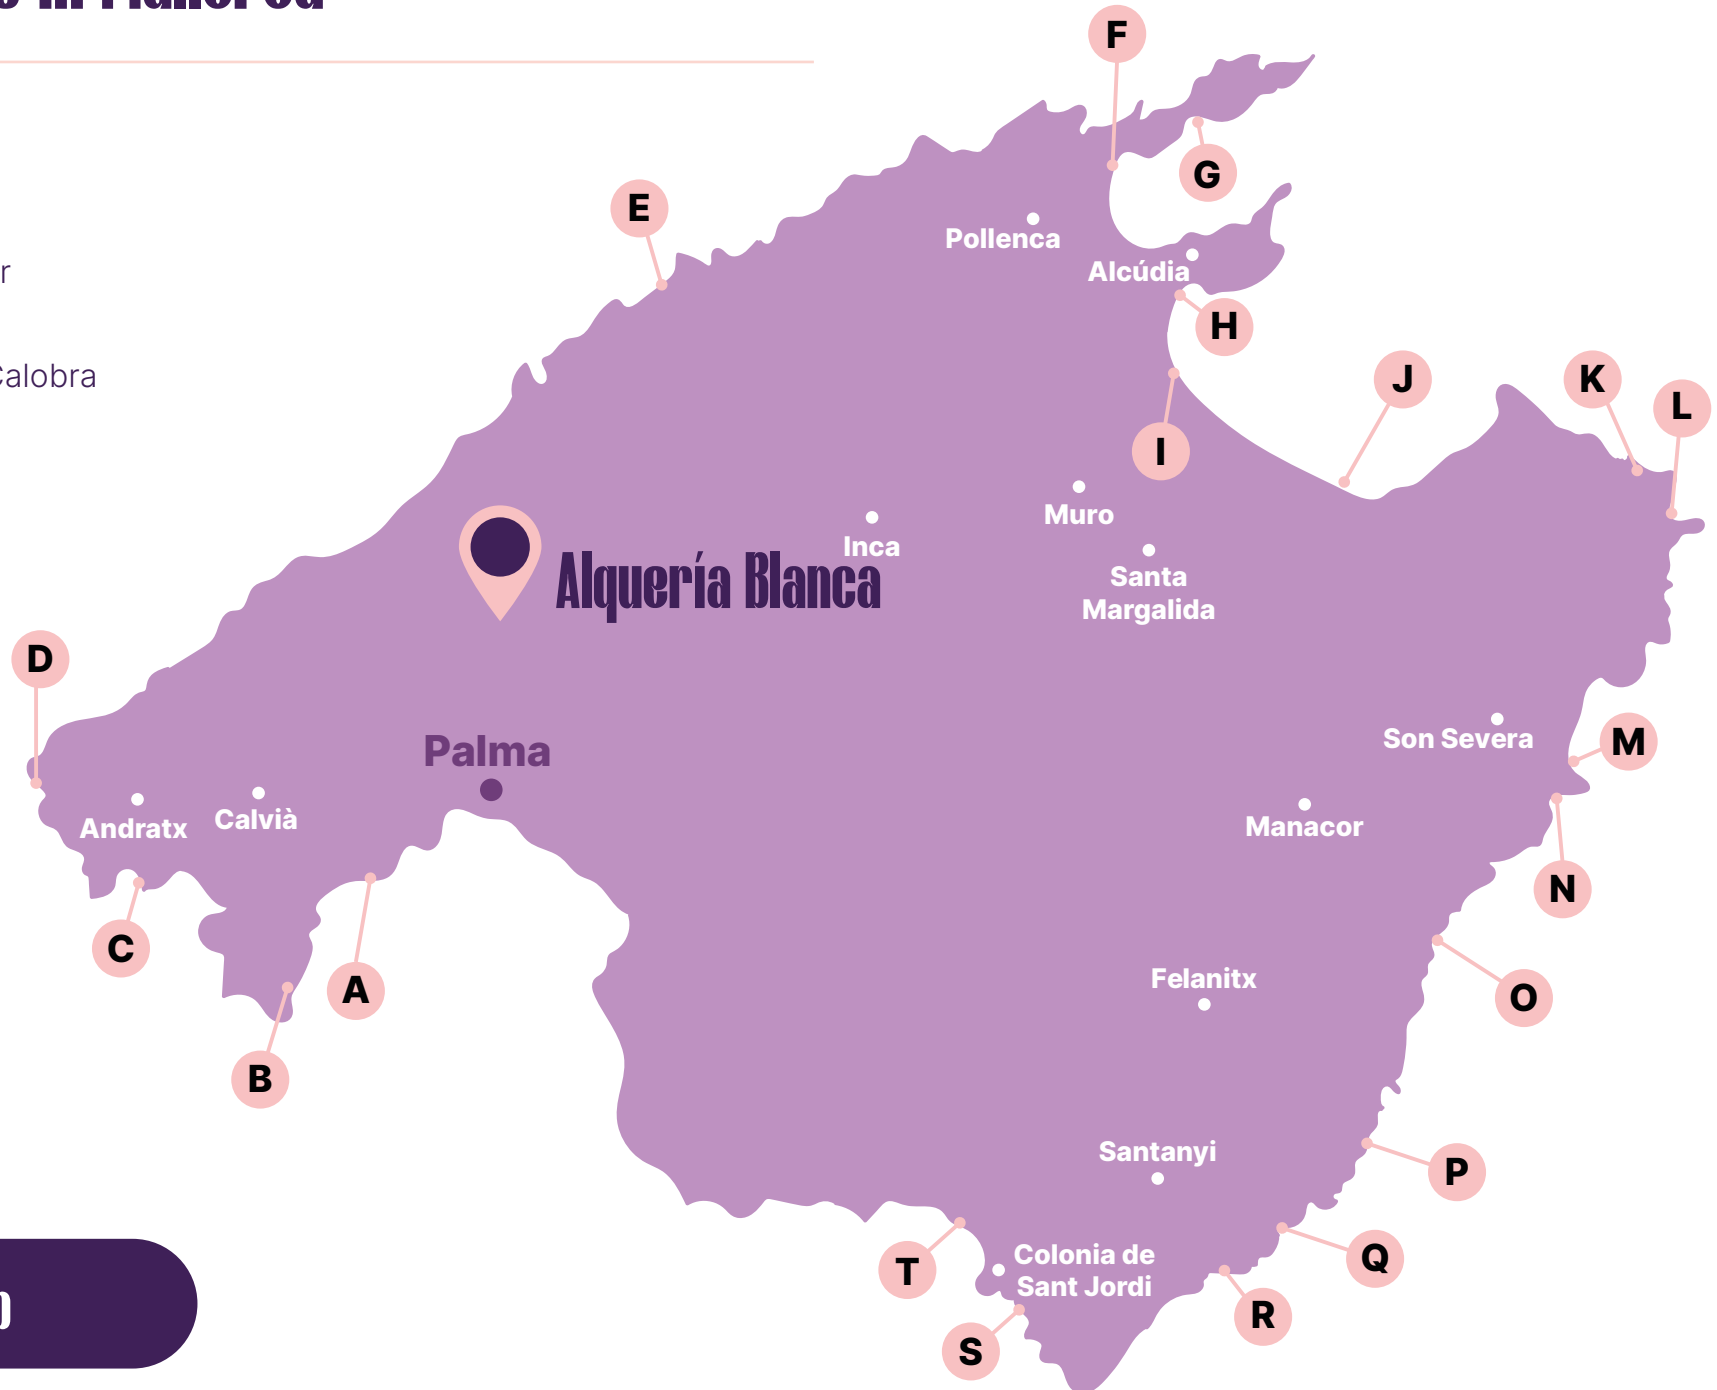 F
G
E
Pollenca
Alcúdia
r
H
Calobra
J
K
L
I
Muro
Inca
Alquería Blanca
Santa
Margalida
D
Palma
Son Severa
M
Andratx
Calvià
Manacor
N
C
A
Felanitx
O
B
Santanyi
P
Colonia de
Sant Jordi
T
Q
R
S